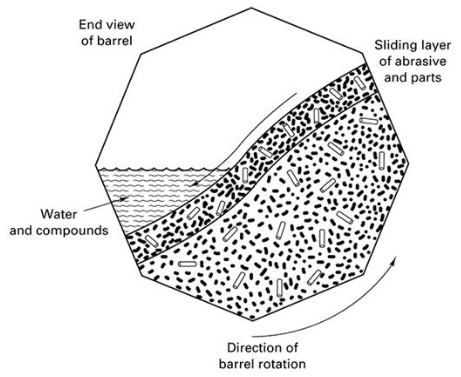 End view
of barrel
Sliding layer
of abrasive
and parts
Water
and compounds
Direction of
barrel rotation